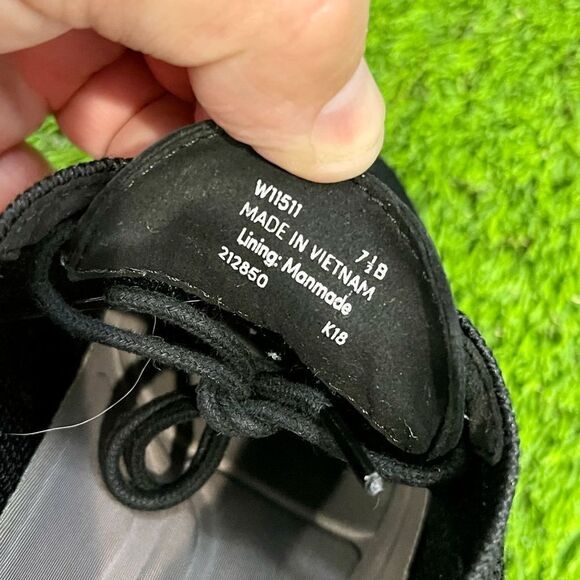 W11511 7½B
MADE IN VIETNAM
Lining: Manmade
212850 K18